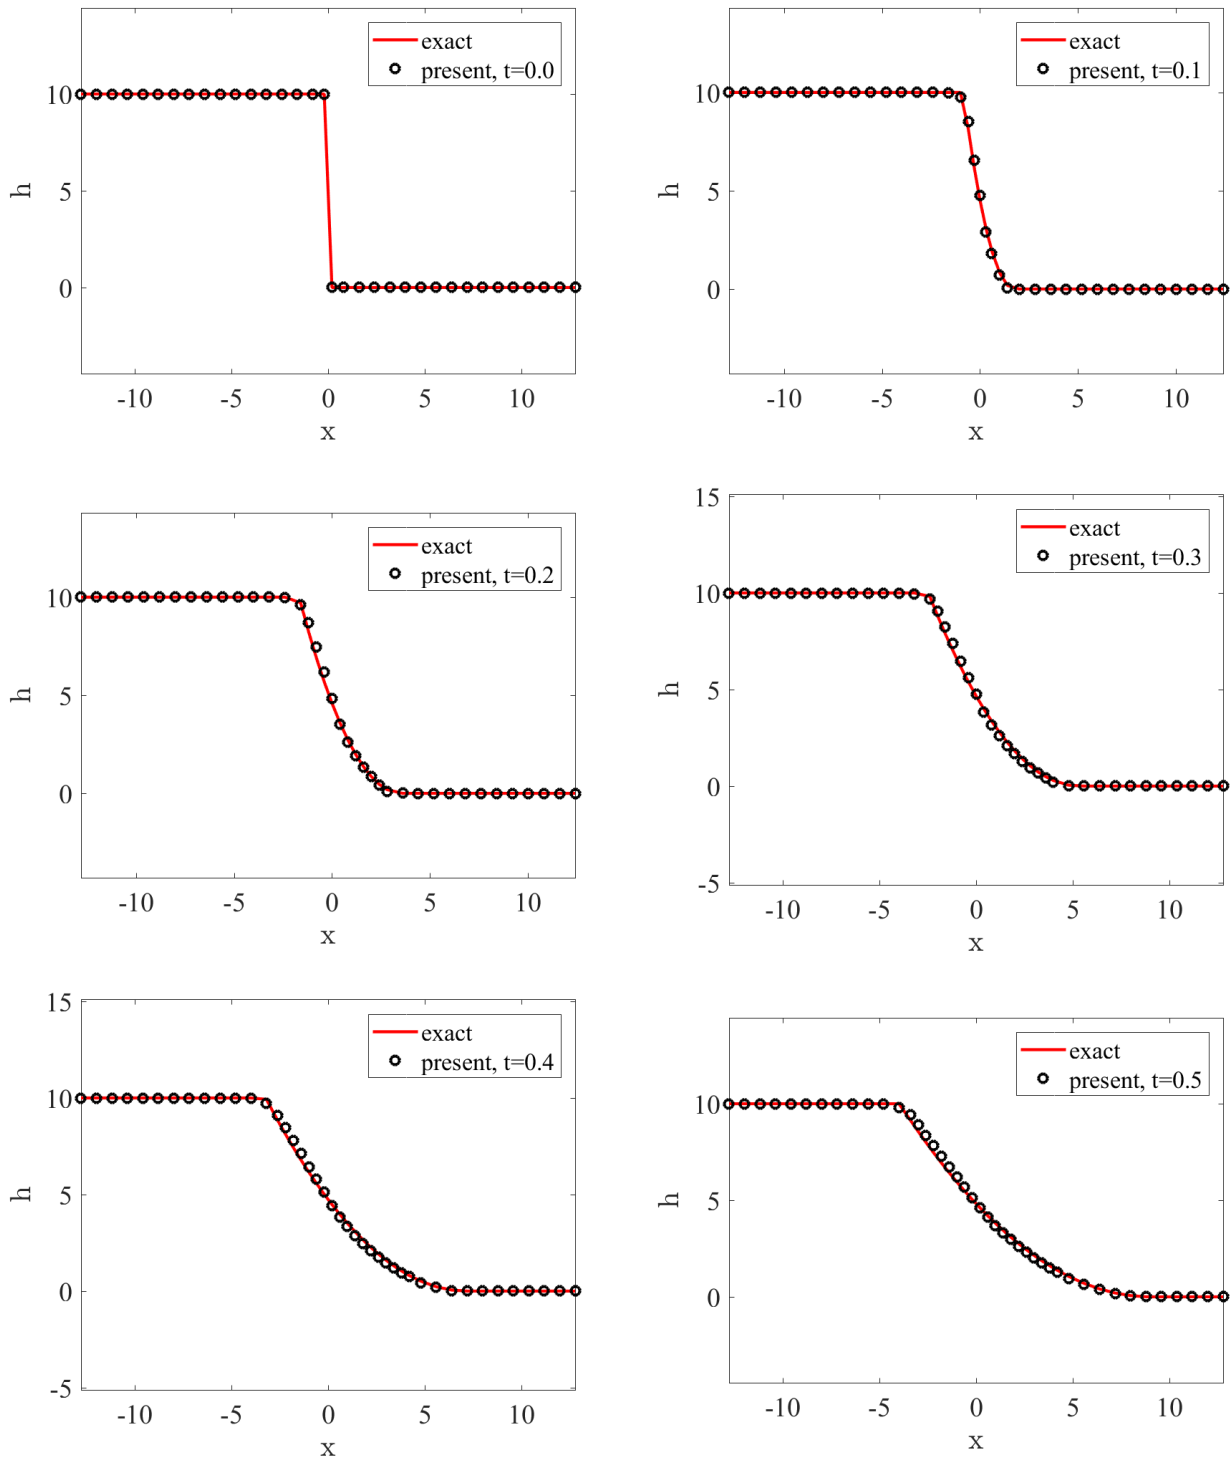 exact
present, t=0.0
10
5
0
h
-10 -5 0 5 10
x
exact
present, t=0.1
10
5
0
h
-10 -5 0 5 10
x
exact
present, t=0.2
10
5
0
h
-10 -5 0 5 10
x
15
exact
present, t=0.3
10
5
0
-5
h
-10 -5 0 5 10
x
15
exact
present, t=0.4
10
5
0
-5
h
-10 -5 0 5 10
x
exact
present, t=0.5
10
5
0
h
-10 -5 0 5 10
x